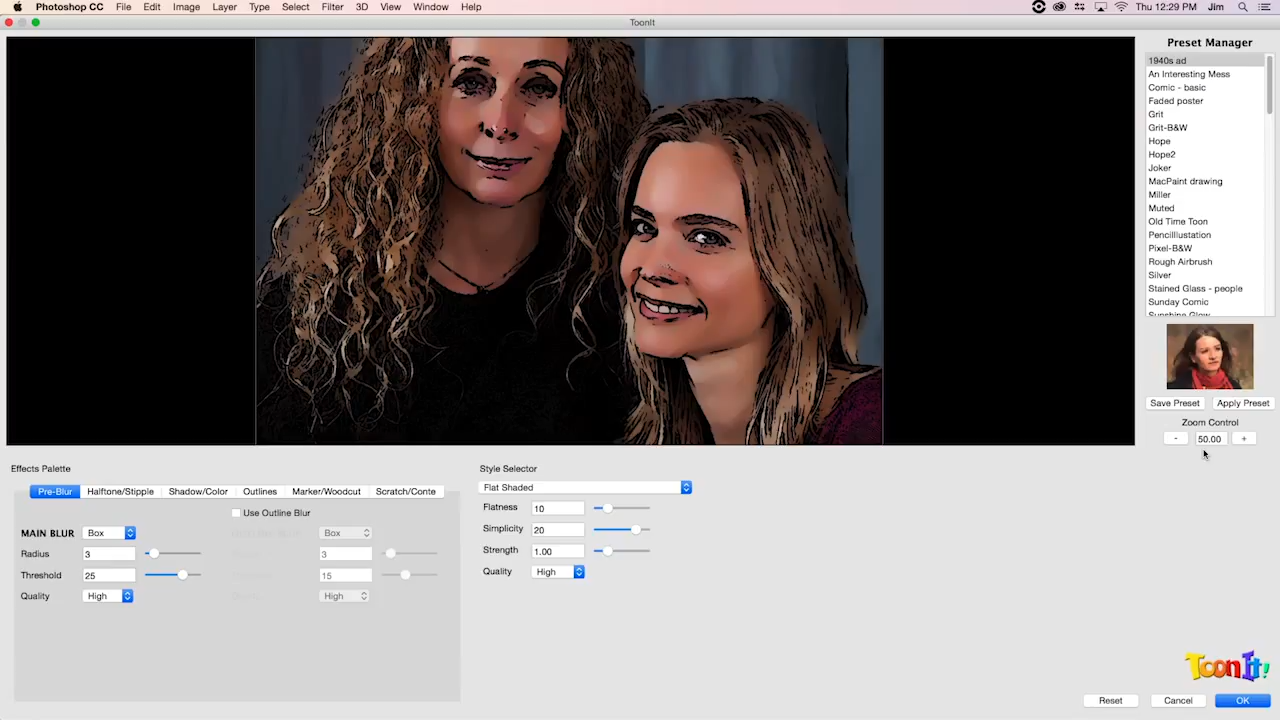 Photoshop CC File Edit Image Layer Type Select Filter 3D View Window Help Thu 12:29 PM Jim
ToonIt
Preset Manager
1940s ad
An Interesting Mess
Comic - basic
Faded poster
Grit
Grit-B&W
Hope
Hope2
Joker
MacPaint drawing
Miller
Muted
Old Time Toon
Pencillustation
Pixel-B&W
Rough Airbrush
Silver
Stained Glass - people
Sunday Comic
Sunshine Glow
Save Preset Apply Preset
Zoom Control
- 50.00 +
Effects Palette
Pre-Blur Halftone/Stipple Shadow/Color Outlines Marker/Woodcut Scratch/Conte
Use Outline Blur
MAIN BLUR Box Box
Radius 3 3
Threshold 25 15
Quality High High
Style Selector
Flat Shaded
Flatness 10
Simplicity 20
Strength 1.00
Quality High
ToonIt!
Reset Cancel OK